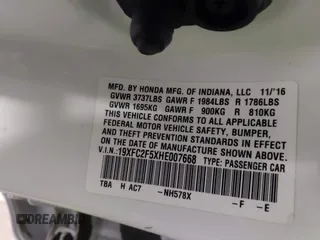 MFD. BY HONDA MFG. OF INDIANA, LLC 11/'16
GVWR 3737LBS GAWR F 1984LBS R 1786LBS
GVWR 1695KG GAWR F 900KG R 810KG
THIS VEHICLE CONFORMS TO ALL APPLICABLE
FEDERAL MOTOR VEHICLE SAFETY, BUMPER,
AND THEFT PREVENTION STANDARDS IN EFFECT
ON THE DATE OF MANUFACTURE SHOWN ABOVE.
V.I.N.: 19XFC2F5XHE007668 TYPE: PASSENGER CAR
TBA H AC7 -NH578X -F -E